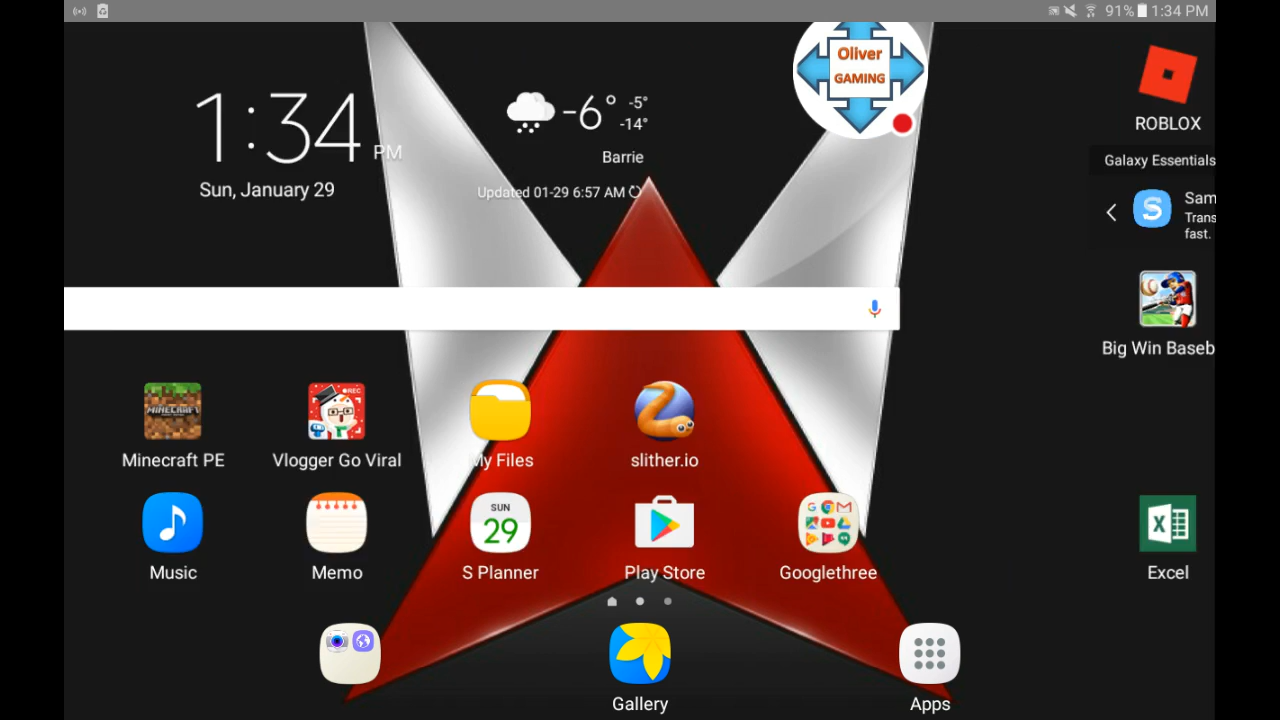 91% 1:34 PM
1:34 PM
Sun, January 29
-6° -5°
-14°
Barrie
Updated 01-29 6:57 AM
Oliver
GAMING
ROBLOX
Galaxy Essentials
Sam
Trans
fast.
Big Win Baseb
MINECRAFT
REC
Minecraft PE
Vlogger Go Viral
My Files
slither.io
SUN
29
Music
Memo
S Planner
Play Store
Googlethree
Excel
Gallery
Apps